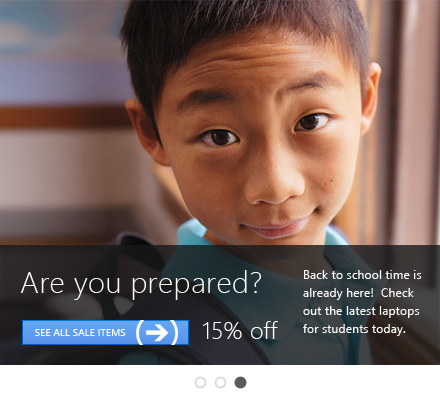 Are you prepared?
SEE ALL SALE ITEMS
15% off
Back to school time is
already here!  Check
out the latest laptops
for students today.